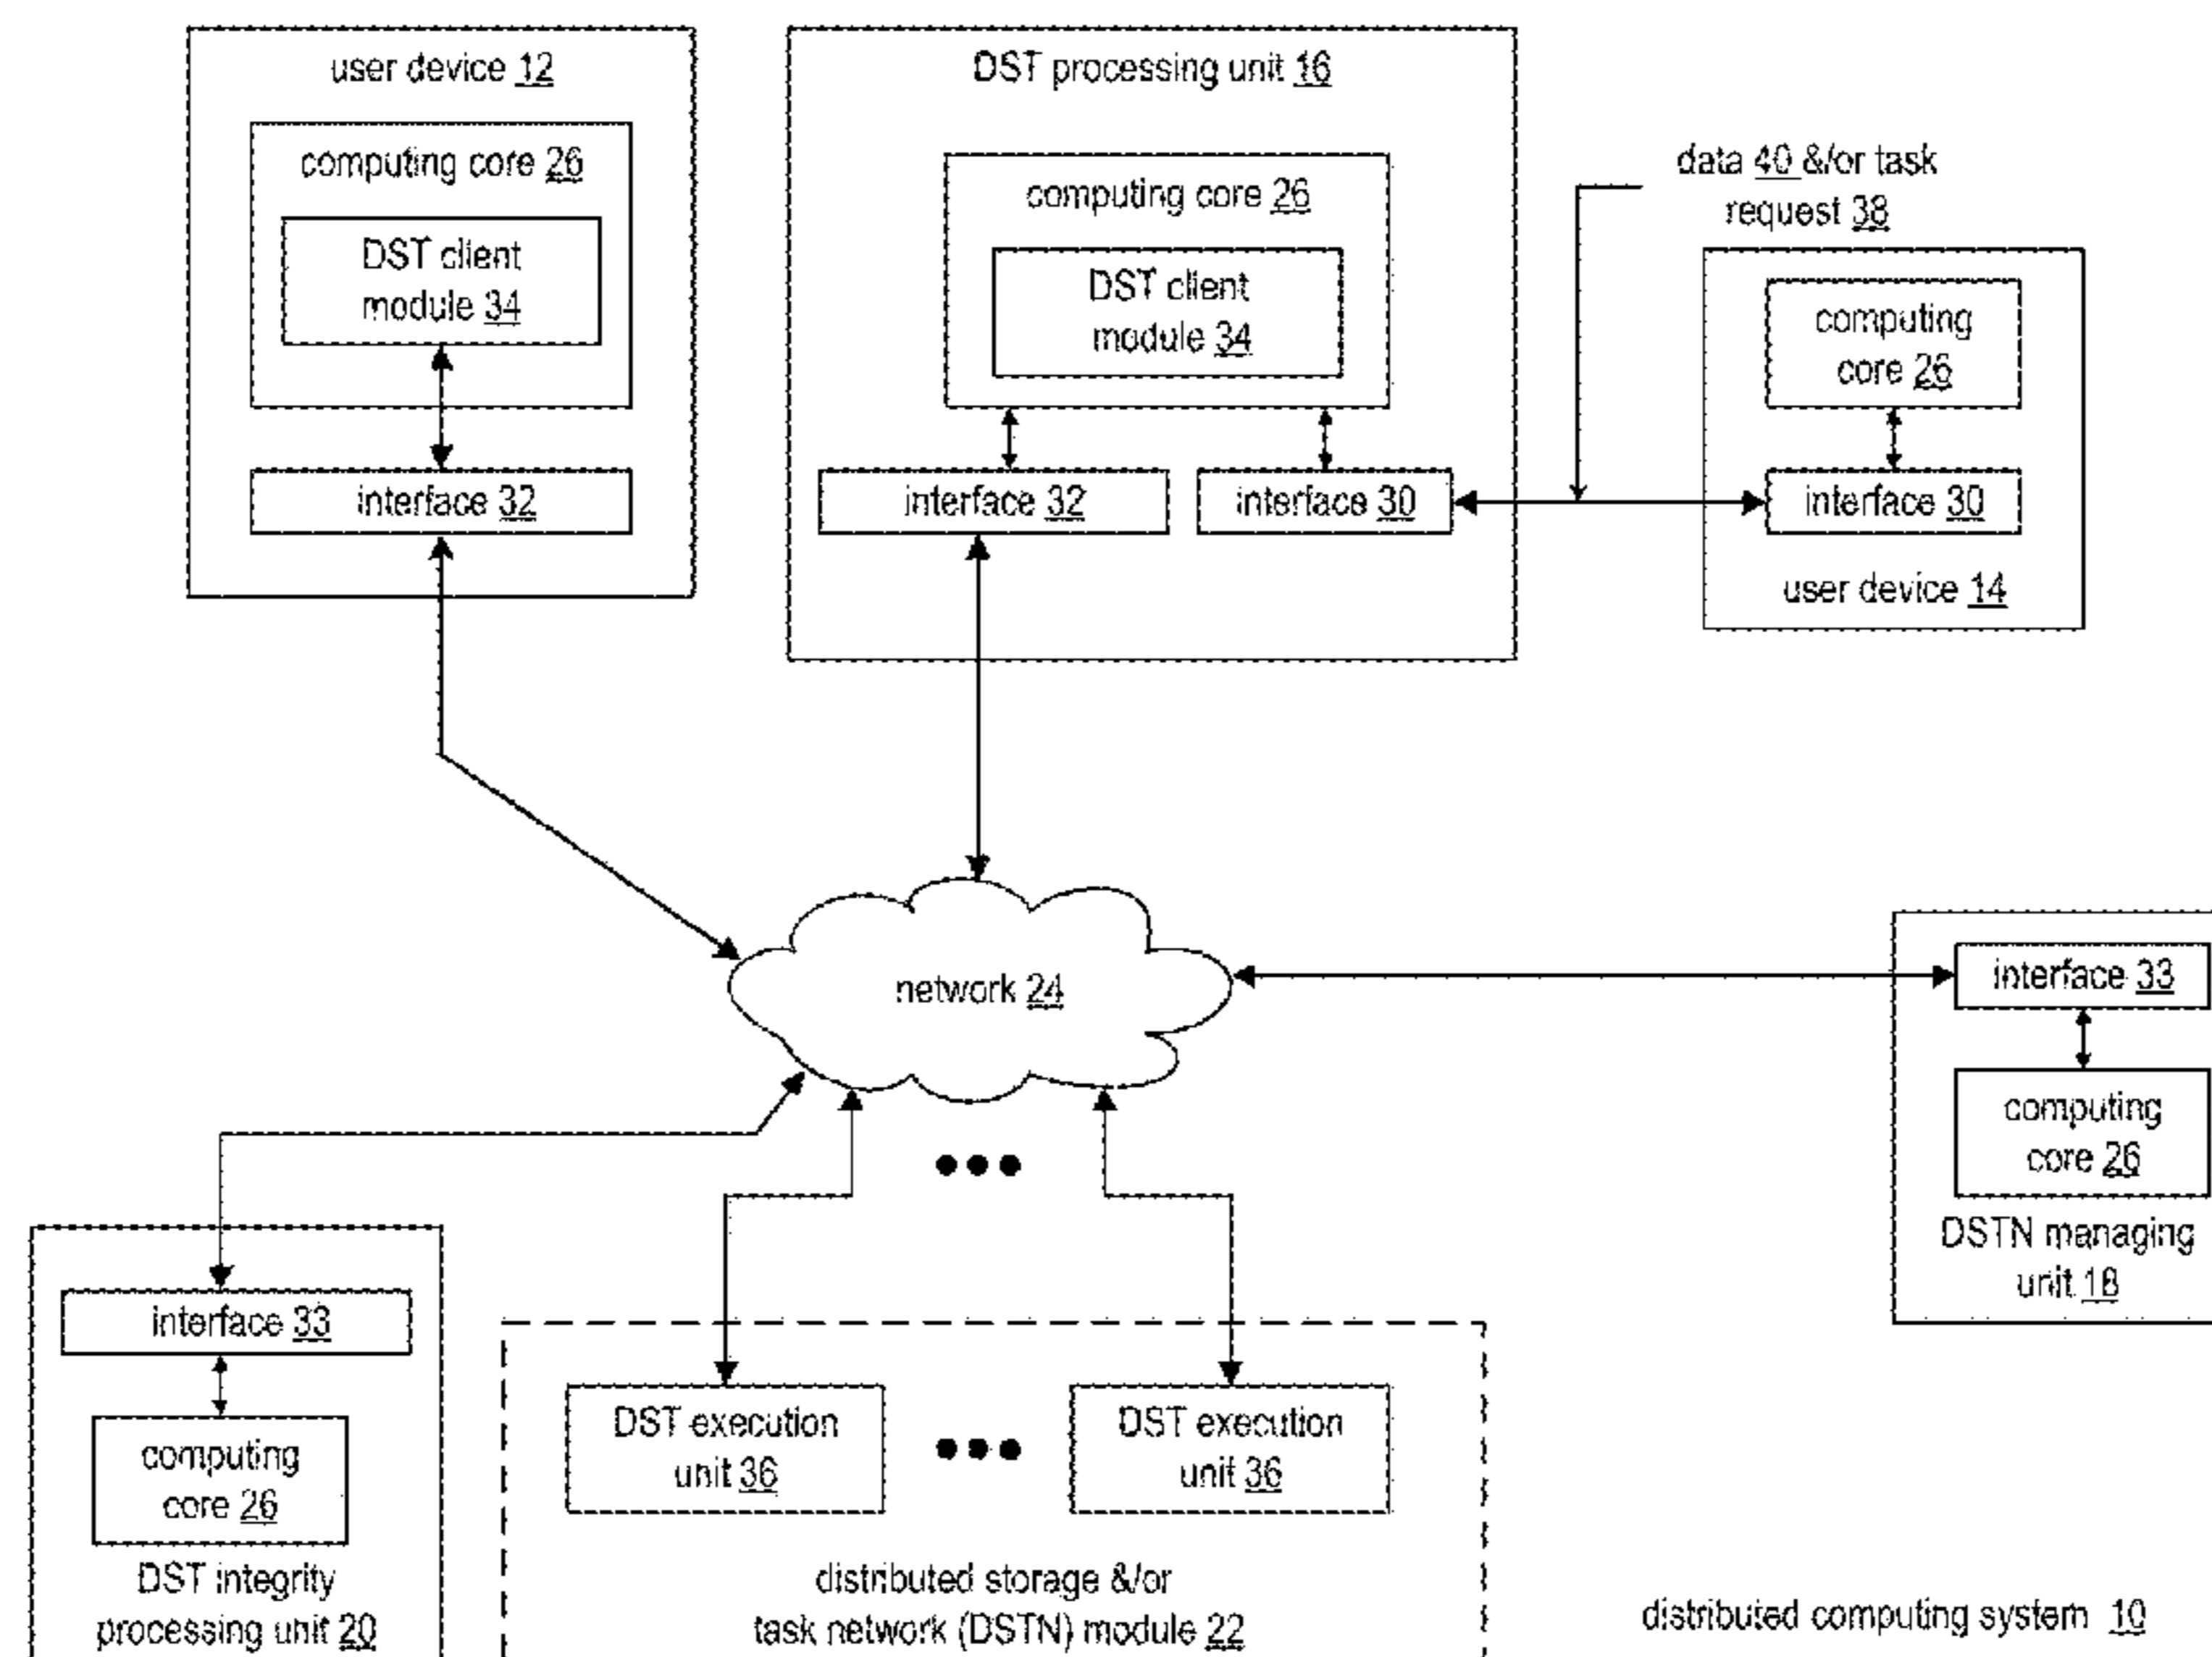 user device 12
computing core 26
DST client
module 34
interface 32
DST processing unit 16
computing core 26
DST client
module 34
interface 32
interface 30
data 40 &/or task
request 38
computing
core 26
interface 30
user device 14
network 24
interface 33
computing
core 26
DSTN managing
unit 18
interface 33
computing
core 26
DST integrity
processing unit 20
DST execution
unit 36
DST execution
unit 36
distributed storage &/or
task network (DSTN) module 22
distributed computing system 10